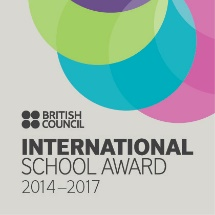 BRITISH
COUNCIL
INTERNATIONAL
SCHOOL AWARD
2014–2017